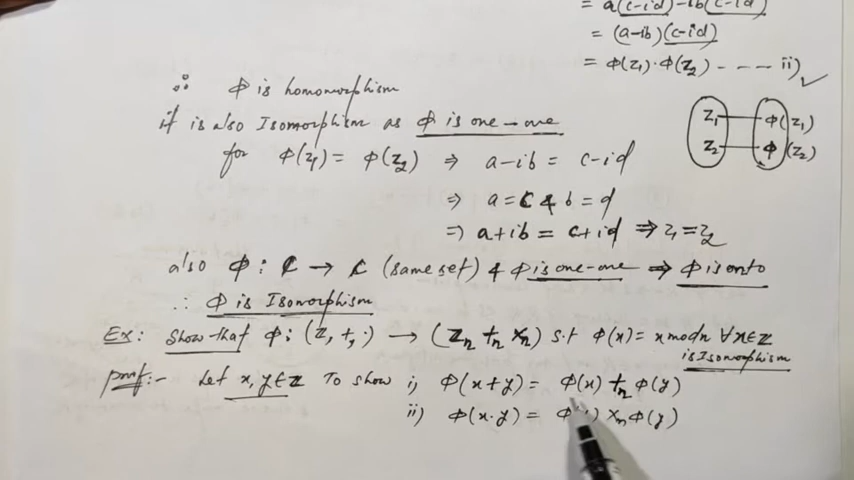 = a(c-id)-ib(c-id)
= (a-ib)(c-id)
= Φ(z₁)·Φ(z₂) - - - - ii)
∴ Φ is homomorphism
it is also Isomorphism as Φ is one-one
for Φ(z₁) = Φ(z₂) ⇒ a-ib = c-id
⇒ a=c & b=d
⇒ a+ib = c+id ⇒ z₁=z₂
z₁ Φ(z₁)
z₂ Φ(z₂)
also Φ : ℂ → ℂ (same set) & Φ is one-one ⇒ Φ is onto
∴ Φ is Isomorphism
Ex: Show that Φ: (Z, +, ·) → (Zₙ +ₙ ×ₙ) s.t Φ(x) = x modn ∀x∈Z
is Isomorphism
proof:- Let x, y∈Z To show i) Φ(x+y) = Φ(x) +ₙ Φ(y)
ii) Φ(x·y) = Φ ) ×ₙ Φ(y)